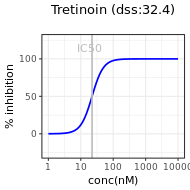 Tretinoin (dss:32.4)
IC50
100
50
0
% inhibition
1 10 100 1000 10000
conc(nM)